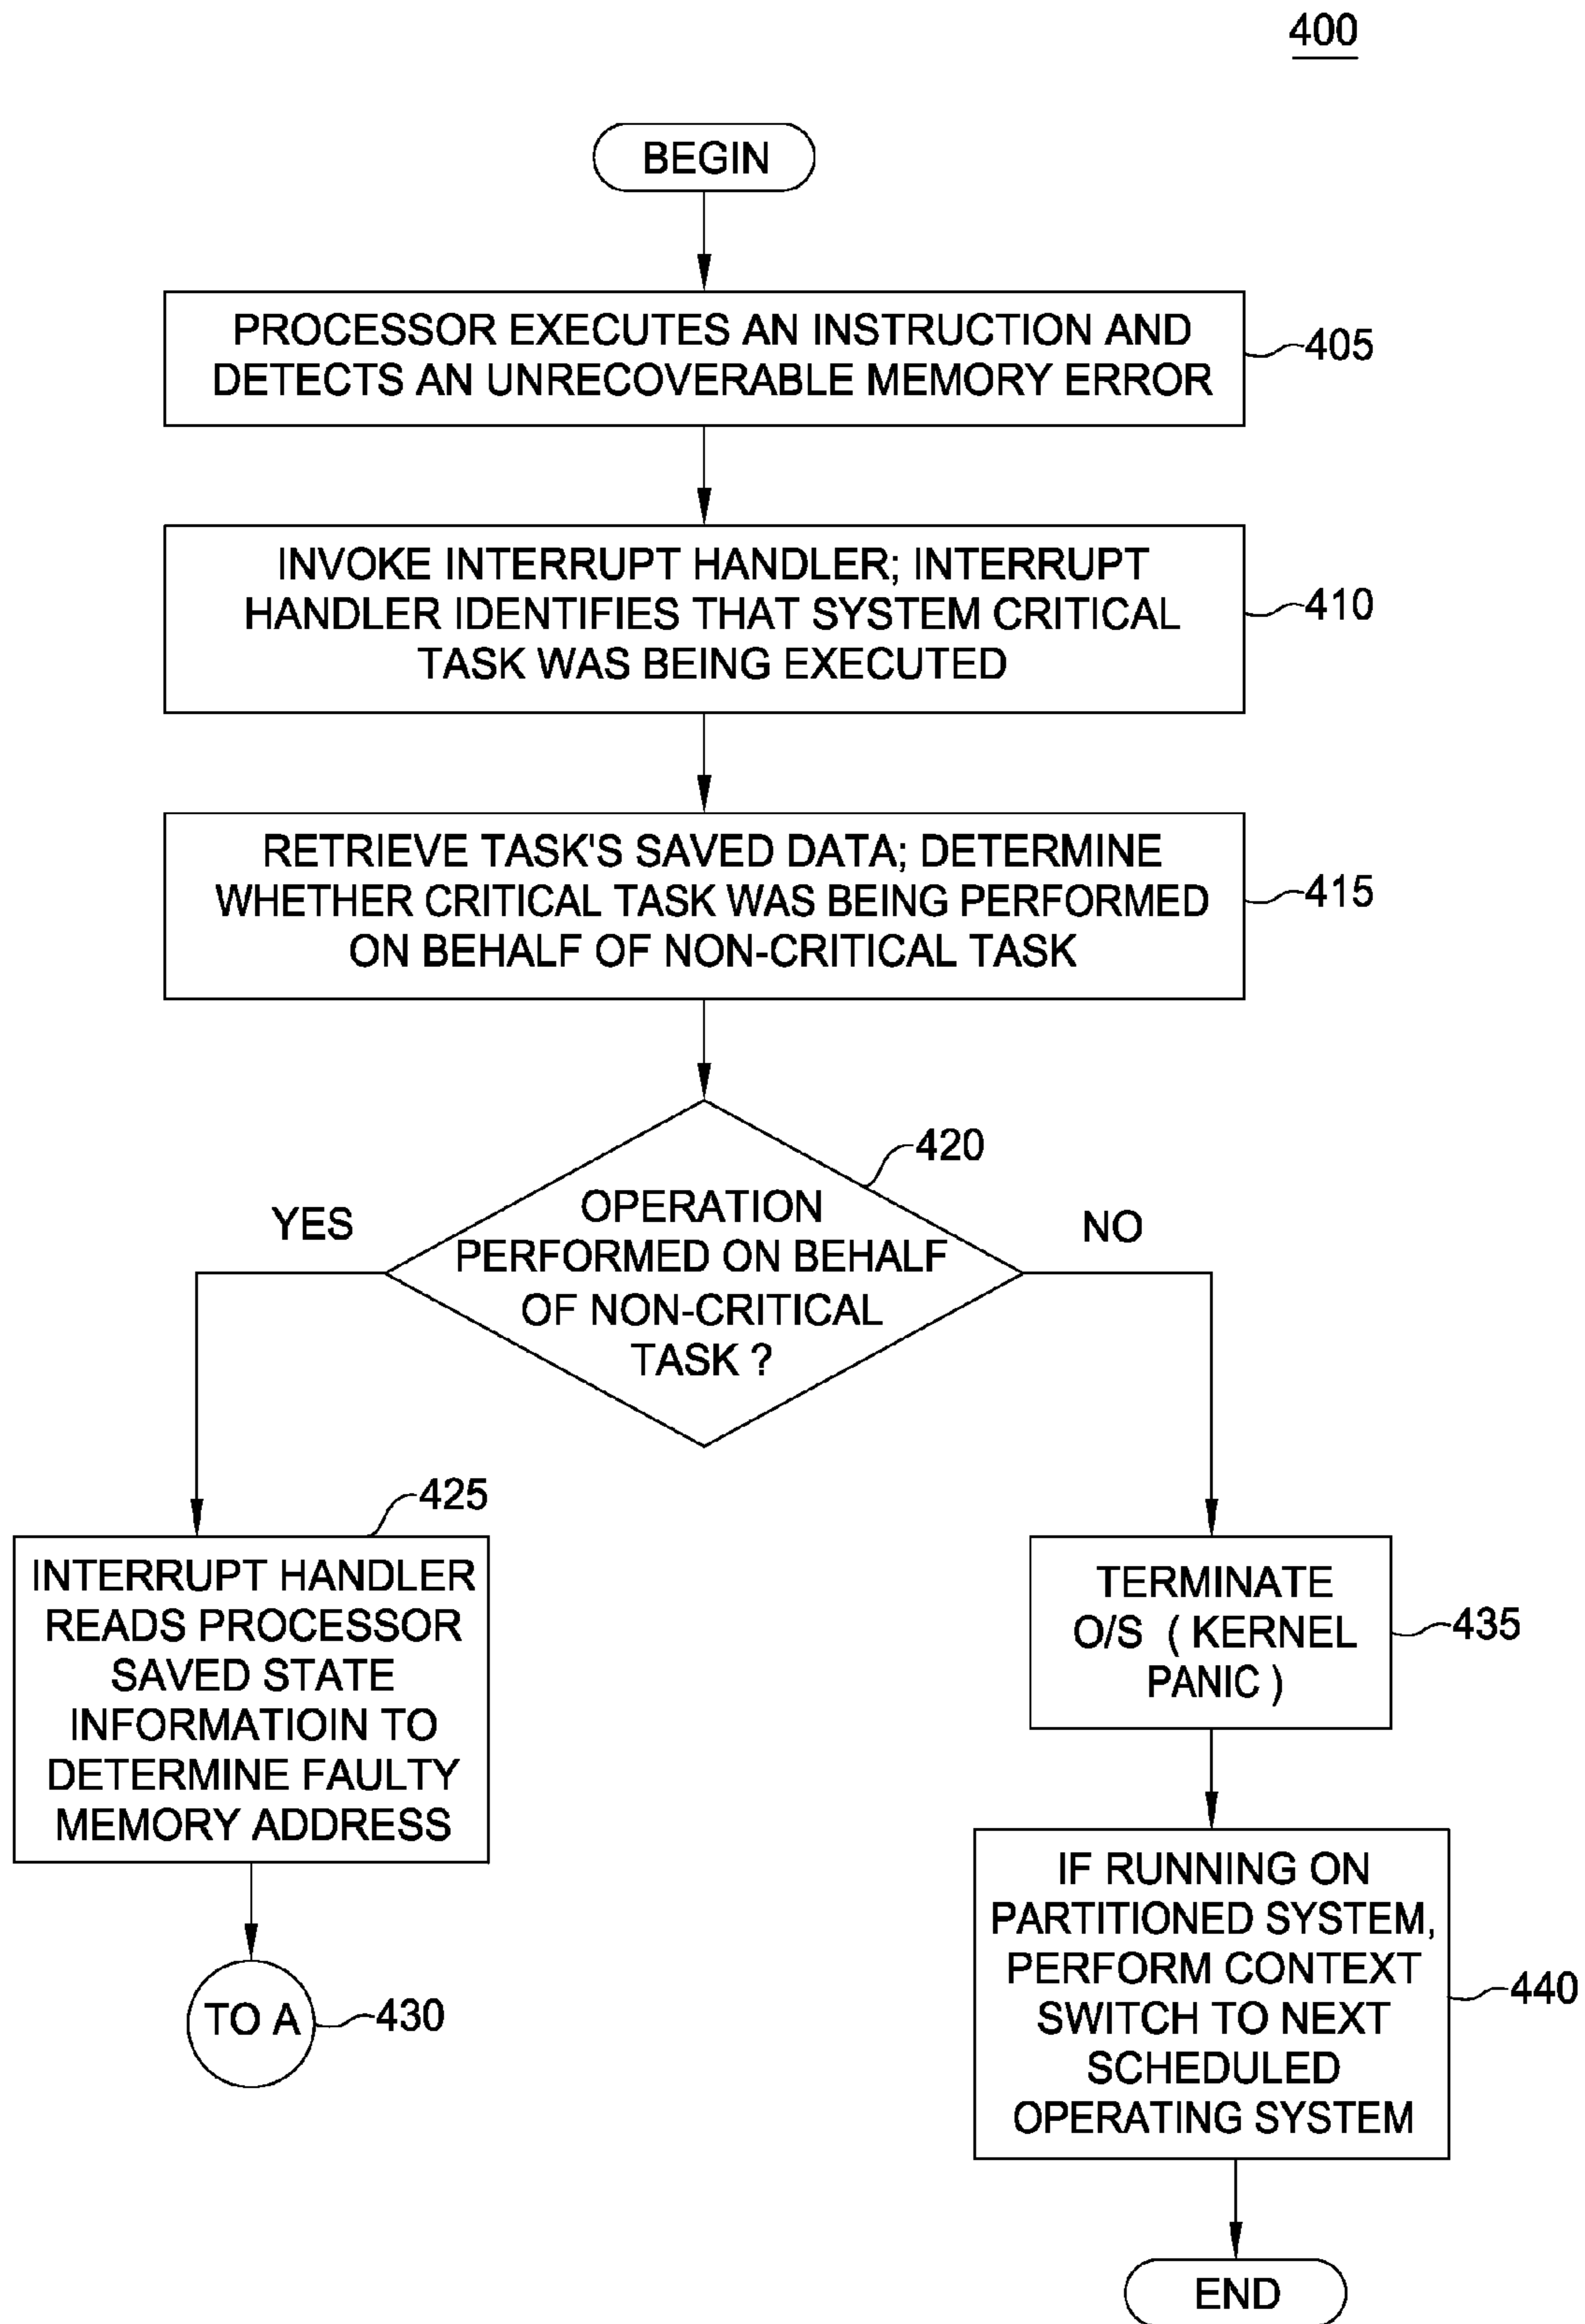 400
BEGIN
PROCESSOR EXECUTES AN INSTRUCTION AND
DETECTS AN UNRECOVERABLE MEMORY ERROR
405
INVOKE INTERRUPT HANDLER; INTERRUPT
HANDLER IDENTIFIES THAT SYSTEM CRITICAL
TASK WAS BEING EXECUTED
410
RETRIEVE TASK'S SAVED DATA; DETERMINE
WHETHER CRITICAL TASK WAS BEING PERFORMED
ON BEHALF OF NON-CRITICAL TASK
415
420
OPERATION
PERFORMED ON BEHALF
OF NON-CRITICAL
TASK ?
YES
NO
425
INTERRUPT HANDLER
READS PROCESSOR
SAVED STATE
INFORMATIOIN TO
DETERMINE FAULTY
MEMORY ADDRESS
TO A
430
TERMINATE
O/S ( KERNEL
PANIC )
435
IF RUNNING ON
PARTITIONED SYSTEM,
PERFORM CONTEXT
SWITCH TO NEXT
SCHEDULED
OPERATING SYSTEM
440
END